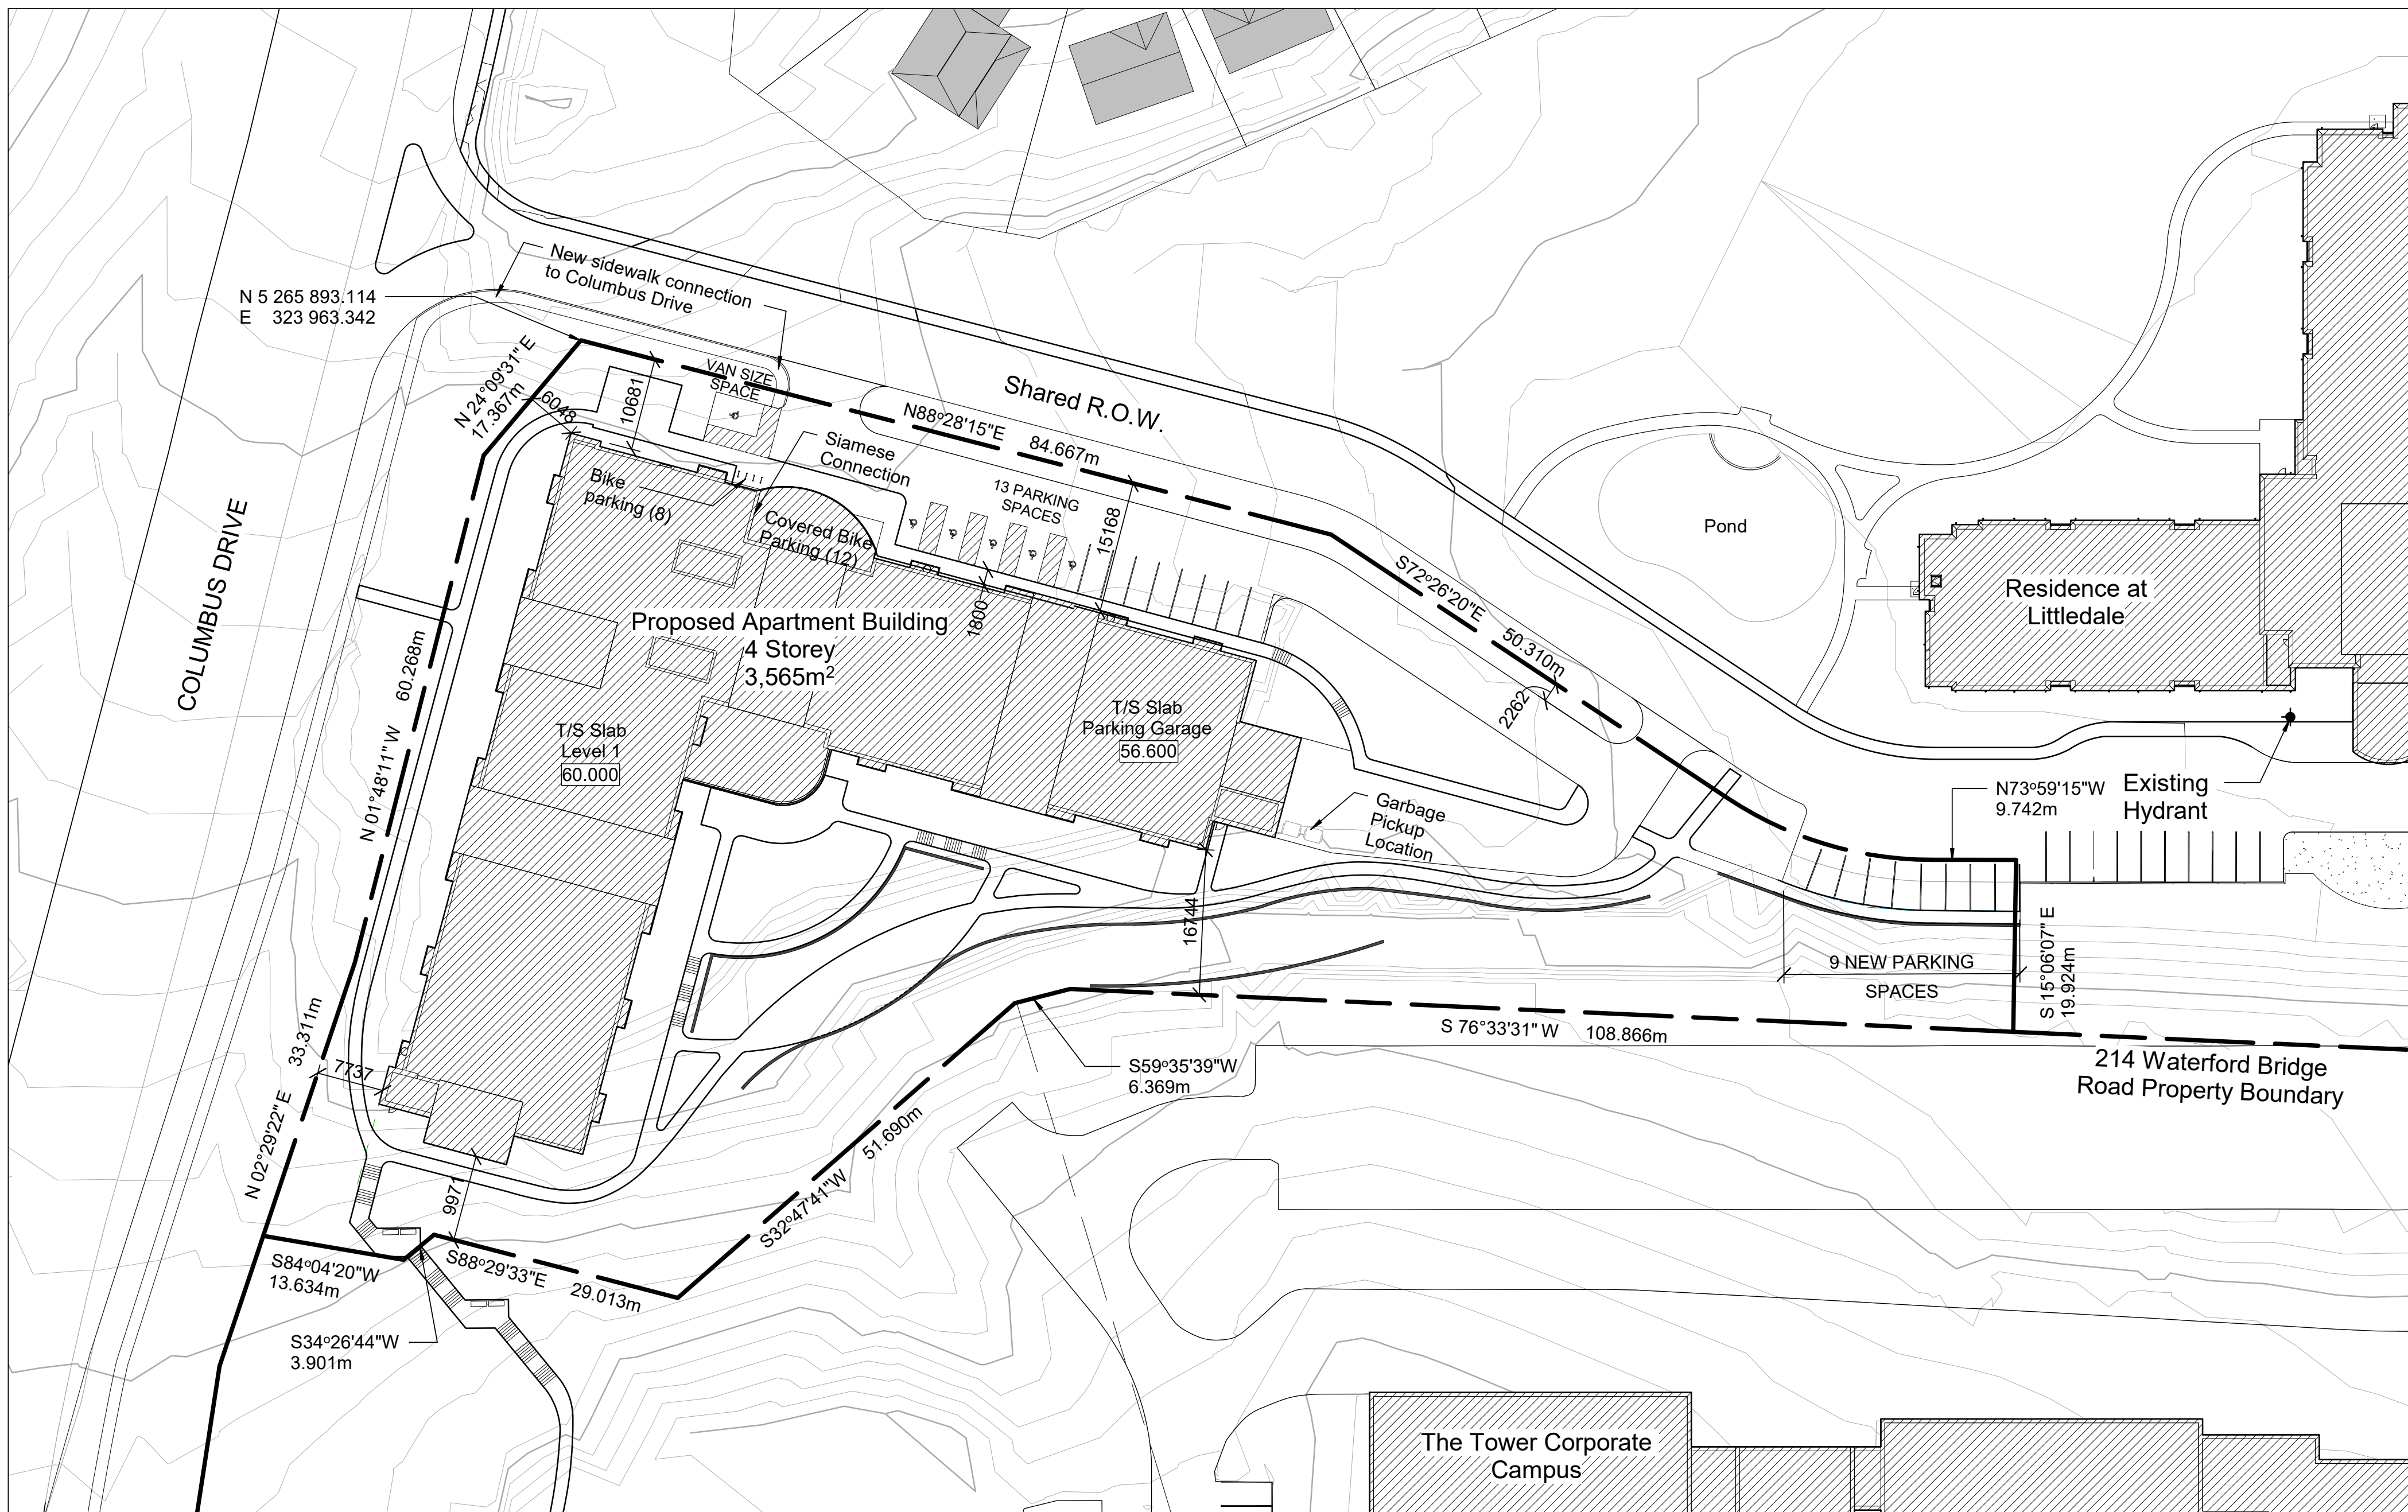 New sidewalk connection
to Columbus Drive
N 5 265 893.114
E 323 963.342
N 24°09'31" E
17.367m
6048
10681
VAN SIZE
SPACE
Shared R.O.W.
N88°28'15"E 84.667m
Siamese
Connection
Bike
parking (8)
13 PARKING
SPACES
15168
Covered Bike
Parking (12)
1800
Pond
S72°26'20"E 50.310m
2262
Residence at
Littledale
COLUMBUS DRIVE
Proposed Apartment Building
4 Storey
3,565m²
N 01°48'11" W 60.268m
T/S Slab
Level 1
60.000
T/S Slab
Parking Garage
56.600
Garbage
Pickup
Location
N73°59'15"W
9.742m
Existing
Hydrant
16744
9 NEW PARKING
SPACES
S 15°06'07" E
19.924m
S 76°33'31" W 108.866m
214 Waterford Bridge
Road Property Boundary
N 02°29'22" E 33.311m
7737
S59°35'39"W
6.369m
S32°47'41"W 51.690m
9971
S84°04'20"W
13.634m
S88°29'33"E 29.013m
S34°26'44"W
3.901m
The Tower Corporate
Campus